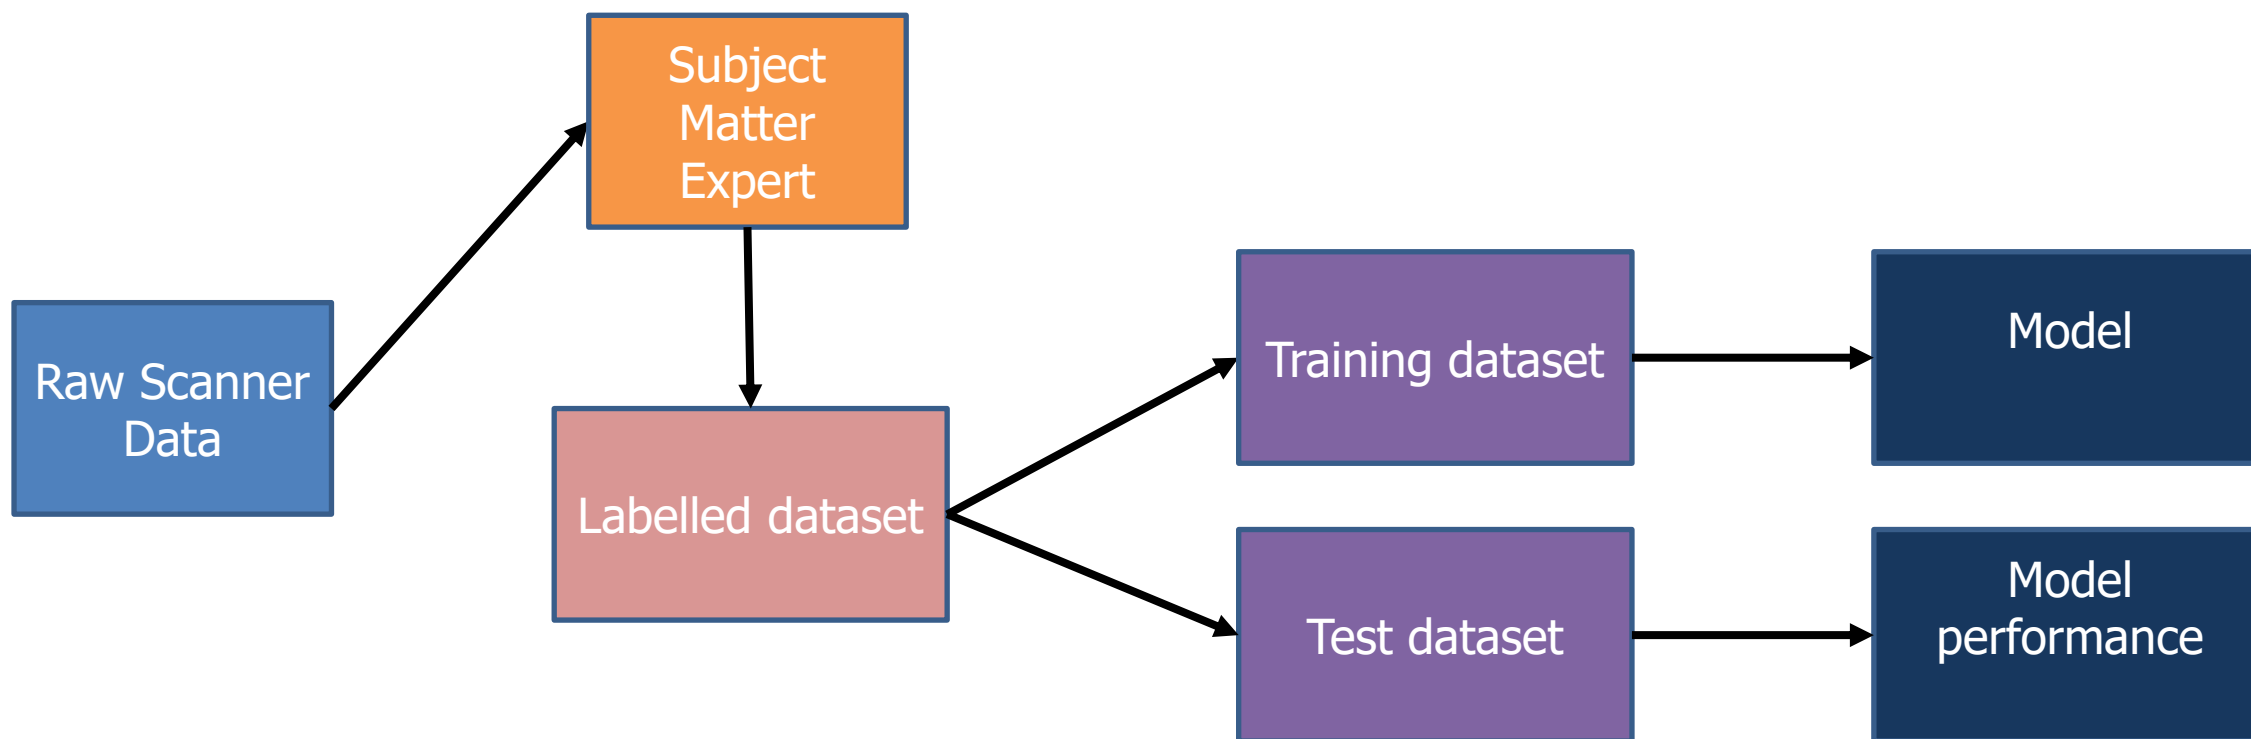 Subject
Matter
Expert
Raw Scanner
Data
Labelled dataset
Training dataset
Model
Test dataset
Model
performance